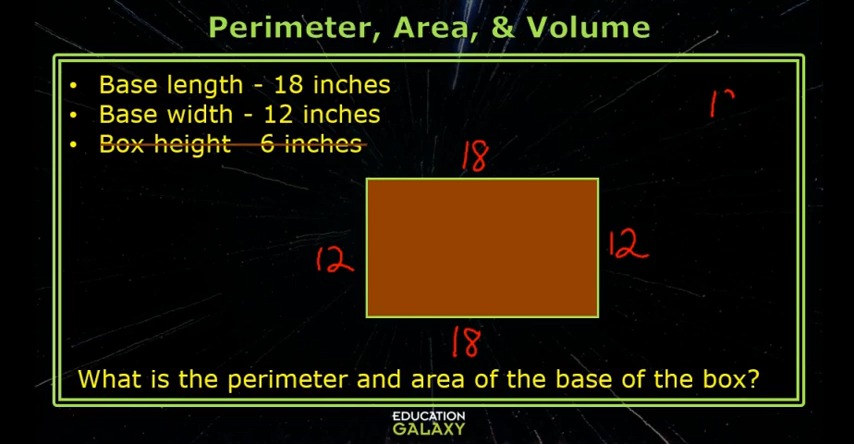 Perimeter, Area, & Volume
• Base length - 18 inches
• Base width - 12 inches
• Box height - 6 inches
18
12
12
18
What is the perimeter and area of the base of the box?
EDUCATION
GALAXY